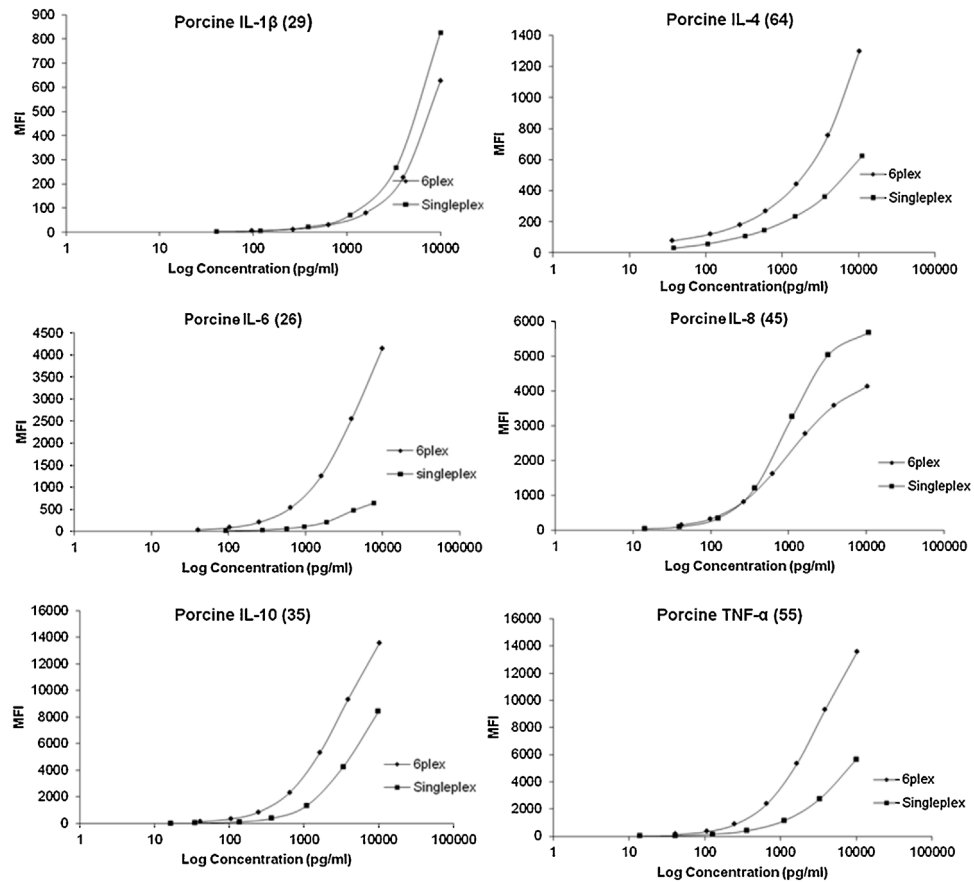 Porcine IL-1β (29)
900
800
700
600
500
400
300
200
100
0
MFI
1
10
100
1000
10000
Log Concentration (pg/ml)
6plex
Singleplex
Porcine IL-4 (64)
1400
1200
1000
800
600
400
200
0
MFI
1
10
100
1000
10000
100000
Log Concentration(pg/ml)
6plex
Singleplex
Porcine IL-6 (26)
4500
4000
3500
3000
2500
2000
1500
1000
500
0
MFI
1
10
100
1000
10000
100000
Log Concentration (pg/ml)
6plex
singleplex
Porcine IL-8 (45)
6000
5000
4000
3000
2000
1000
0
MFI
1
10
100
1000
10000
100000
Log Concentration (pg/ml)
6plex
Singleplex
Porcine IL-10 (35)
16000
14000
12000
10000
8000
6000
4000
2000
0
MFI
1
10
100
1000
10000
100000
Log Concentration (pg/ml)
6plex
Singleplex
Porcine TNF-α (55)
16000
14000
12000
10000
8000
6000
4000
2000
0
MFI
1
10
100
1000
10000
100000
Log Concentration (pg/ml)
6plex
Singleplex